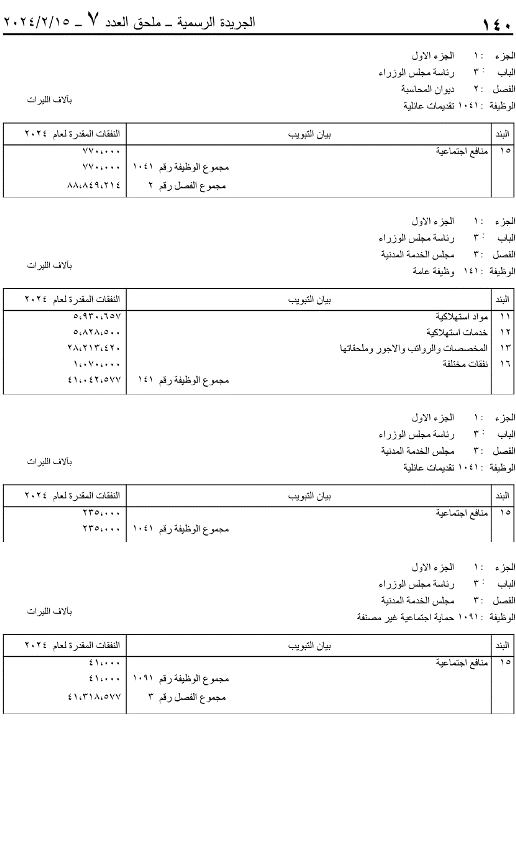 ١٤٠ الجريدة الرسمية – ملحق العدد ٧ – ٢٠٢٤/٢/١٥
الجزء : ١ الجزء الاول
الباب : ٣ رئاسة مجلس الوزراء
الفصل : ٢ ديوان المحاسبة
الوظيفة : ١٠٤١ تقديمات عائلية
بآلاف الليرات
البند بيان التبويب النفقات المقدرة لعام ٢٠٢٤
١٥ منافع اجتماعية ٧٧٠،٠٠٠
مجموع الوظيفة رقم ١٠٤١ ٧٧٠،٠٠٠
مجموع الفصل رقم ٢ ٨٨،٨٤٩،٢١٤
الجزء : ١ الجزء الاول
الباب : ٣ رئاسة مجلس الوزراء
الفصل : ٣ مجلس الخدمة المدنية
الوظيفة : ١٤١ وظيفة عامة
بآلاف الليرات
البند بيان التبويب النفقات المقدرة لعام ٢٠٢٤
١١ مواد استهلاكية ٥،٩٣٠،٦٥٧
١٢ خدمات استهلاكية ٥،٨٢٨،٥٠٠
١٣ المخصصات والرواتب والاجور وملحقاتها ٢٨،٢١٣،٤٢٠
١٦ نفقات مختلفة ١،٠٧٠،٠٠٠
مجموع الوظيفة رقم ١٤١ ٤١،٠٤٢،٥٧٧
الجزء : ١ الجزء الاول
الباب : ٣ رئاسة مجلس الوزراء
الفصل : ٣ مجلس الخدمة المدنية
الوظيفة : ١٠٤١ تقديمات عائلية
بآلاف الليرات
البند بيان التبويب النفقات المقدرة لعام ٢٠٢٤
١٥ منافع اجتماعية ٢٣٥،٠٠٠
مجموع الوظيفة رقم ١٠٤١ ٢٣٥،٠٠٠
الجزء : ١ الجزء الاول
الباب : ٣ رئاسة مجلس الوزراء
الفصل : ٣ مجلس الخدمة المدنية
الوظيفة : ١٠٩١ حماية اجتماعية غير مصنفة
بآلاف الليرات
البند بيان التبويب النفقات المقدرة لعام ٢٠٢٤
١٥ منافع اجتماعية ٤١،٠٠٠
مجموع الوظيفة رقم ١٠٩١ ٤١،٠٠٠
مجموع الفصل رقم ٣ ٤١،٣١٨،٥٧٧